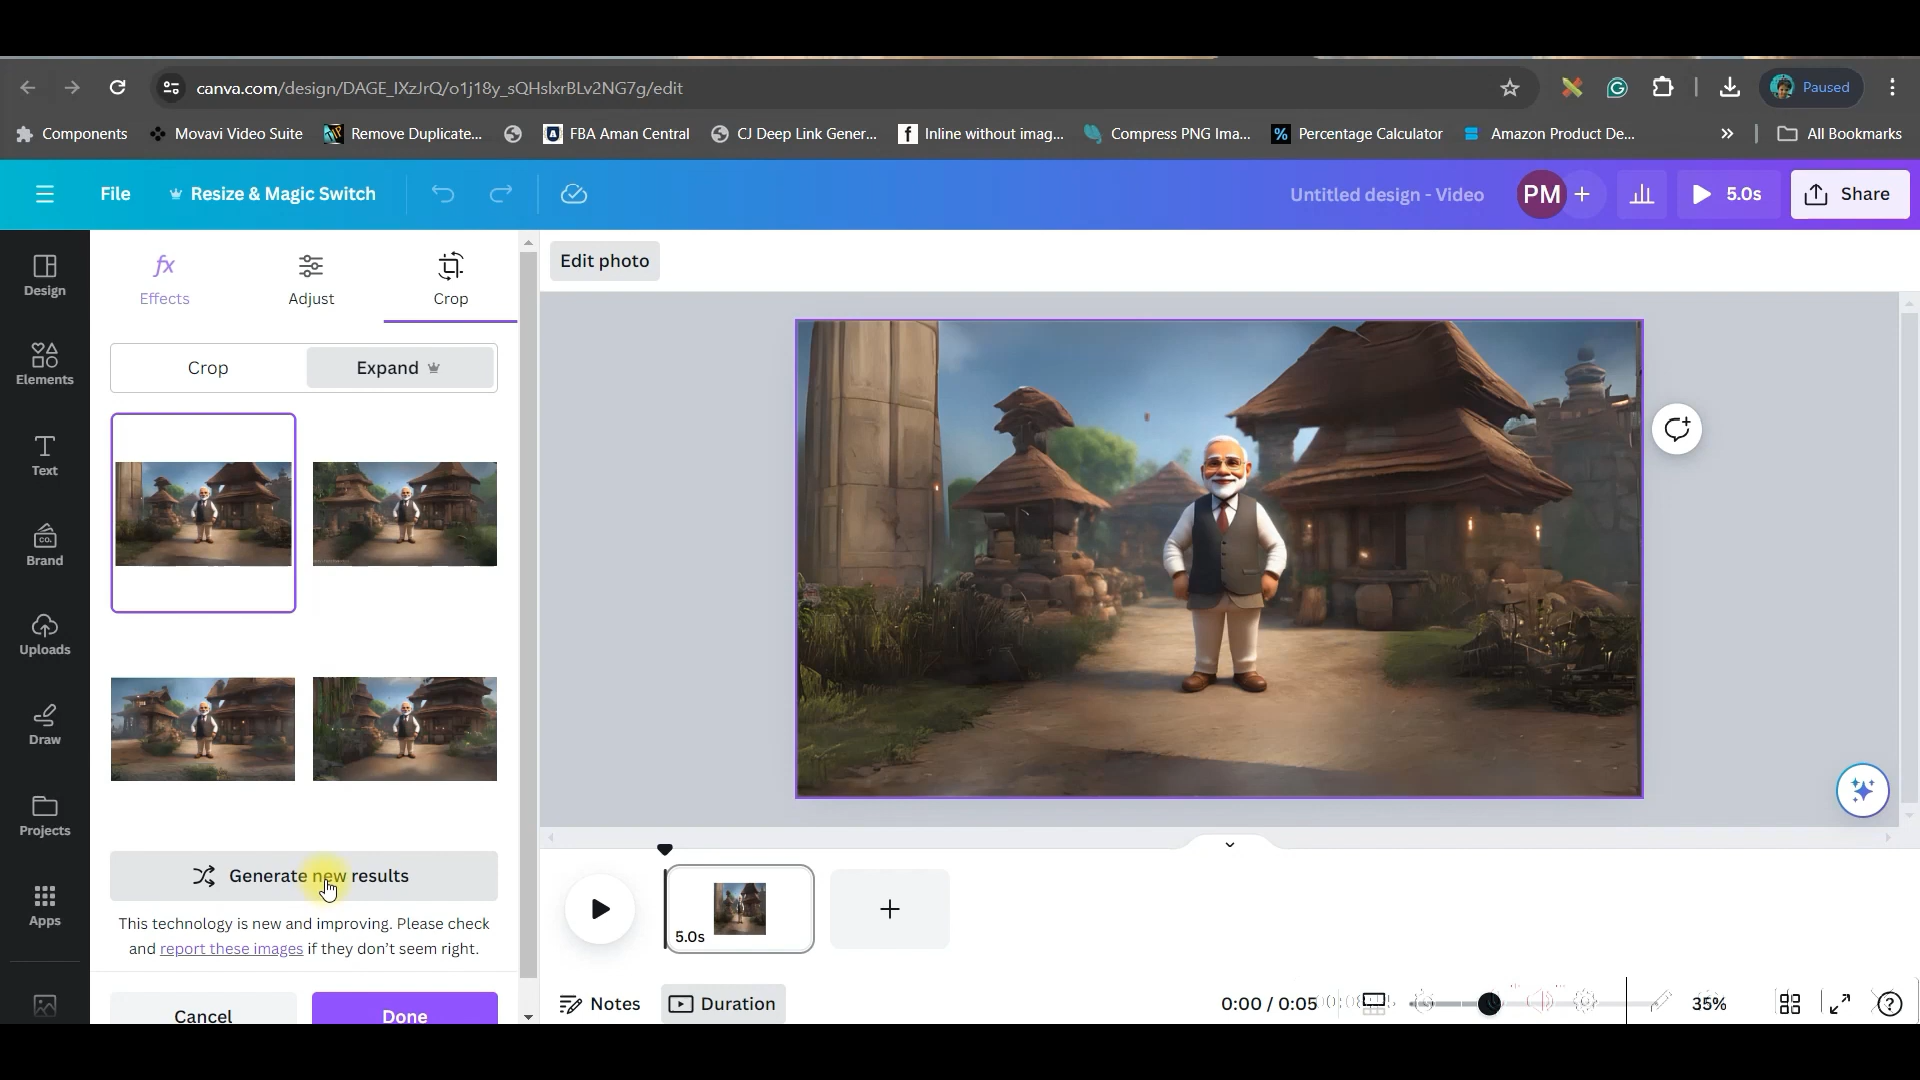 canva.com/design/DAGE_IXzJrQ/o1j18y_sQHslxrBLv2NG7g/edit
Paused
Components
Movavi Video Suite
Remove Duplicate...
FBA Aman Central
CJ Deep Link Gener...
Inline without imag...
Compress PNG Ima...
% Percentage Calculator
Amazon Product De...
All Bookmarks
File
Resize & Magic Switch
Untitled design - Video
PM
5.0s
Share
Design
Elements
Text
Brand
Uploads
Draw
Projects
Apps
fx
Effects
Adjust
Crop
Crop
Expand
Generate new results
This technology is new and improving. Please check
and report these images if they don't seem right.
Cancel
Done
Edit photo
5.0s
Notes
Duration
0:00 / 0:05
35%